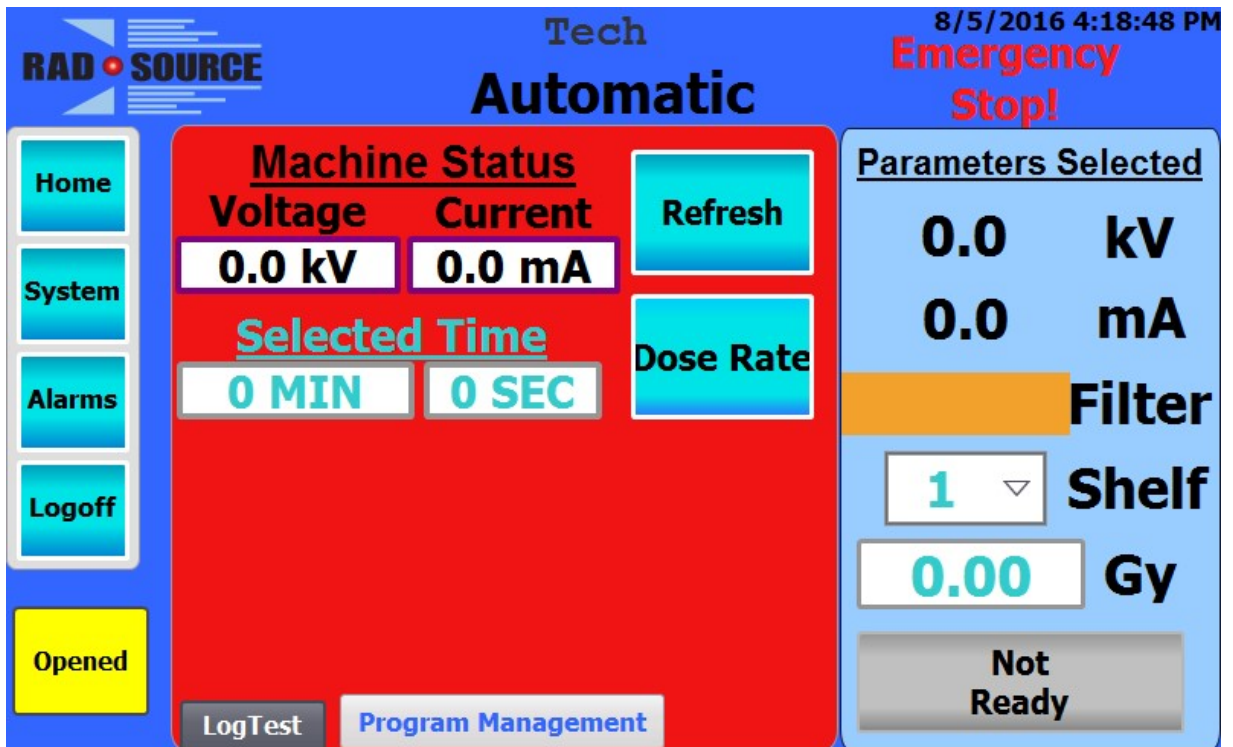 RAD SOURCE
Tech
Automatic
8/5/2016 4:18:48 PM
Emergency
Stop!
Home
System
Alarms
Logoff
Opened
Machine Status
Voltage Current
0.0 kV 0.0 mA
Selected Time
0 MIN 0 SEC
Refresh
Dose Rate
LogTest
Program Management
Parameters Selected
0.0 kV
0.0 mA
Filter
1 Shelf
0.00 Gy
Not
Ready